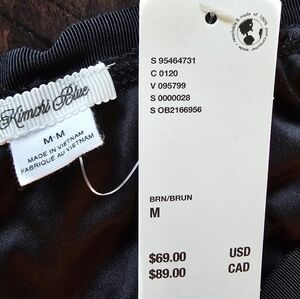 Kimchi Blue
M-M
MADE IN VIETNAM
FABRIQUÉ AU VIETNAM
S 95464731
C 0120
V 095799
S 0000028
S OB2166956
BRN/BRUN
M
$69.00 USD
$89.00 CAD